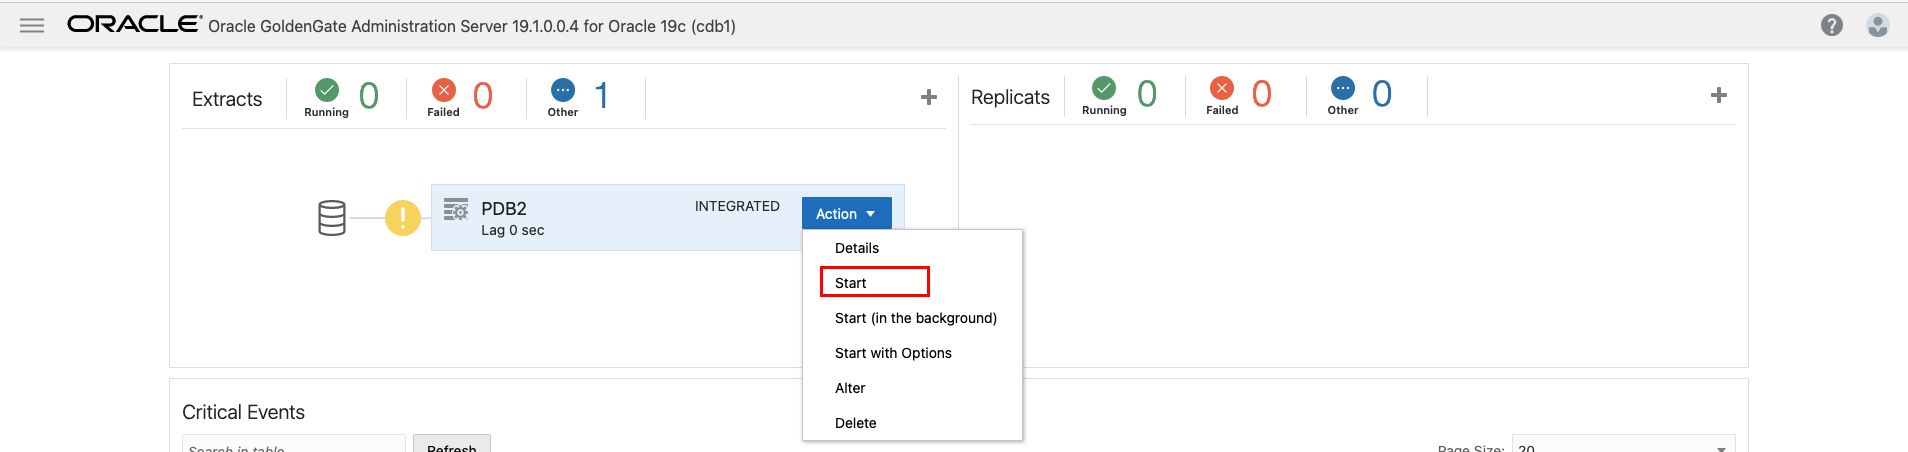 ORACLE® Oracle GoldenGate Administration Server 19.1.0.0.4 for Oracle 19c (cdb1)
Extracts
Running
0
Failed
0
Other
1
Replicats
Running
0
Failed
0
Other
0
PDB2
Lag 0 sec
INTEGRATED
Action
Details
Start
Start (in the background)
Start with Options
Alter
Delete
Critical Events
Search in table
Refresh
Page Size:
20